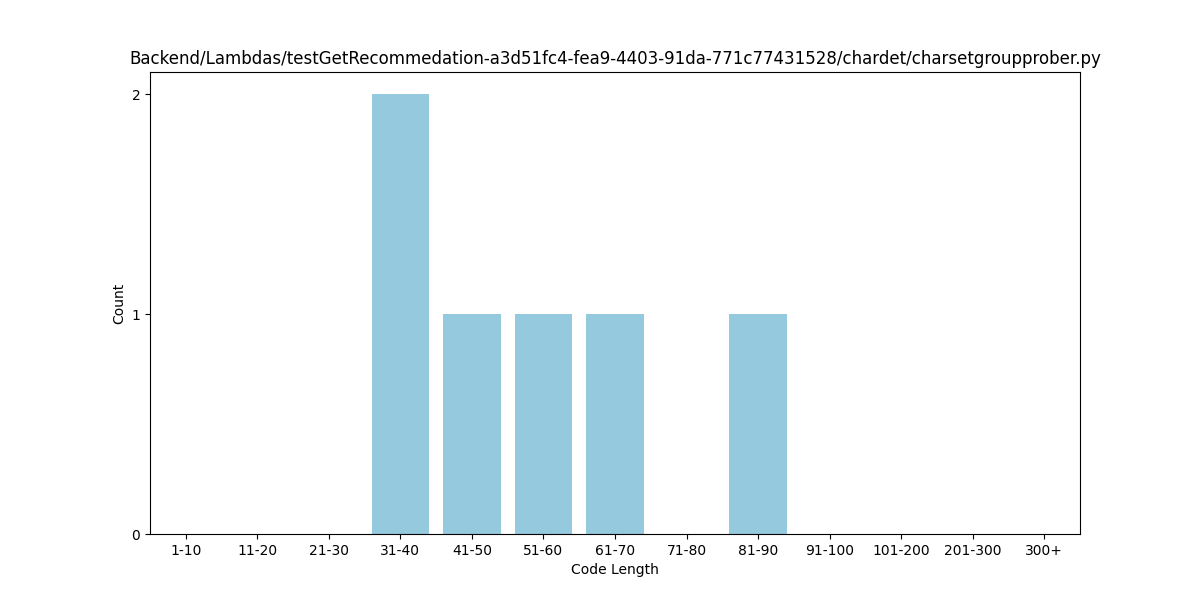 Backend/Lambdas/testGetRecommedation-a3d51fc4-fea9-4403-91da-771c77431528/chardet/charsetgroupprober.py
2
1
0
Count
1-10 11-20 21-30 31-40 41-50 51-60 61-70 71-80 81-90 91-100 101-200 201-300 300+
Code Length